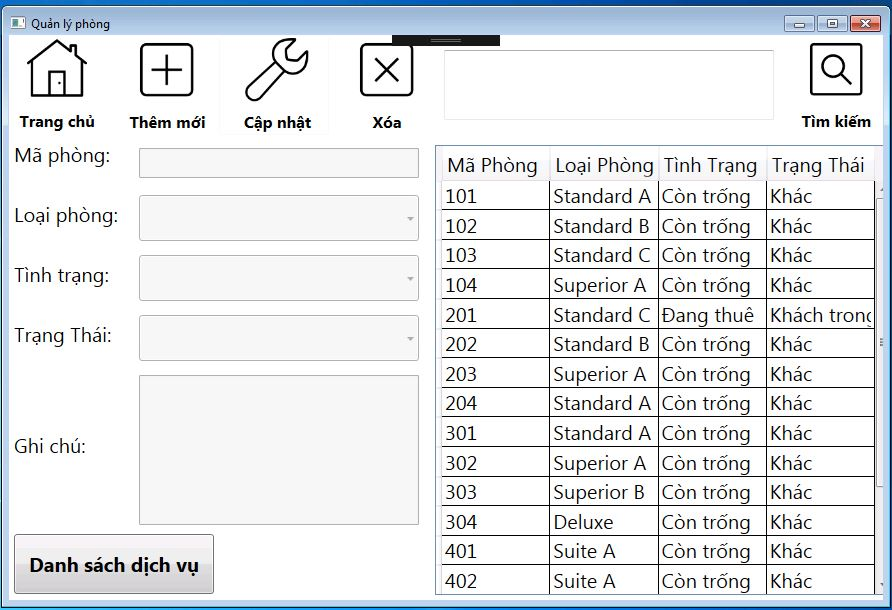 Quản lý phòng
Trang chủ Thêm mới Cập nhật Xóa Tìm kiếm
Mã phòng:
Loại phòng:
Tình trạng:
Trạng Thái:
Ghi chú:
Danh sách dịch vụ
Mã Phòng Loại Phòng Tình Trạng Trạng Thái
101 Standard A Còn trống Khác
102 Standard B Còn trống Khác
103 Standard C Còn trống Khác
104 Superior A Còn trống Khác
201 Standard C Đang thuê Khách trong
202 Standard B Còn trống Khác
203 Superior A Còn trống Khác
204 Standard A Còn trống Khác
301 Standard A Còn trống Khác
302 Superior A Còn trống Khác
303 Superior B Còn trống Khác
304 Deluxe Còn trống Khác
401 Suite A Còn trống Khác
402 Suite A Còn trống Khác